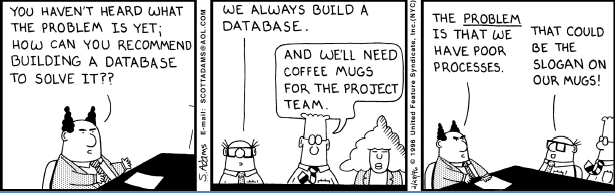 YOU HAVEN'T HEARD WHAT
THE PROBLEM IS YET;
HOW CAN YOU RECOMMEND
BUILDING A DATABASE
TO SOLVE IT??
S.Adams E-mail: SCOTTADAMS@AOL.COM
WE ALWAYS BUILD A
DATABASE.
AND WE'LL NEED
COFFEE MUGS
FOR THE PROJECT
TEAM.
© 1996 United Feature Syndicate, Inc.(NYC)
THE PROBLEM
IS THAT WE
HAVE POOR
PROCESSES.
THAT COULD
BE THE
SLOGAN ON
OUR MUGS!